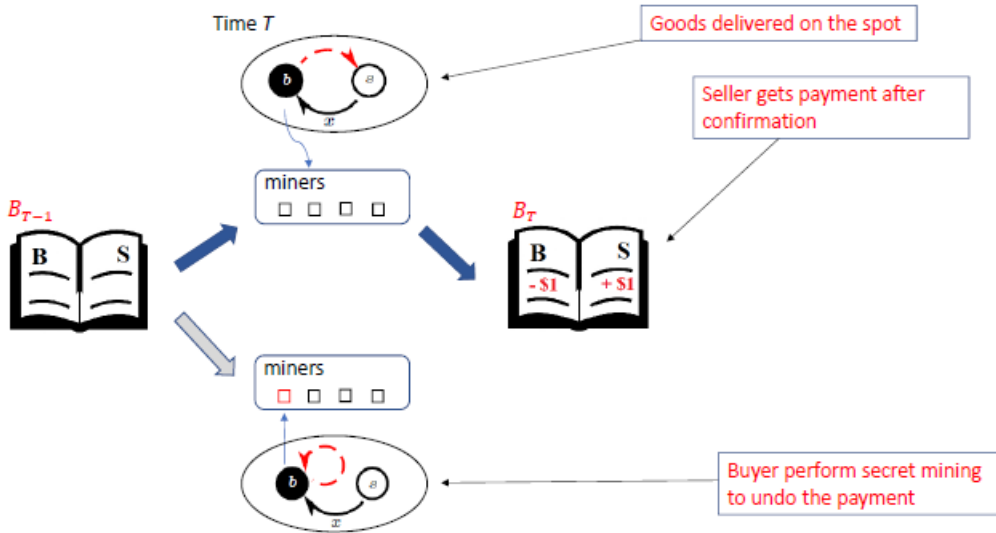 Time T
Goods delivered on the spot
b
s
x
Seller gets payment after
confirmation
miners
B_{T-1}
B S
B_T
B S
- $1 + $1
miners
b
s
x
Buyer perform secret mining
to undo the payment